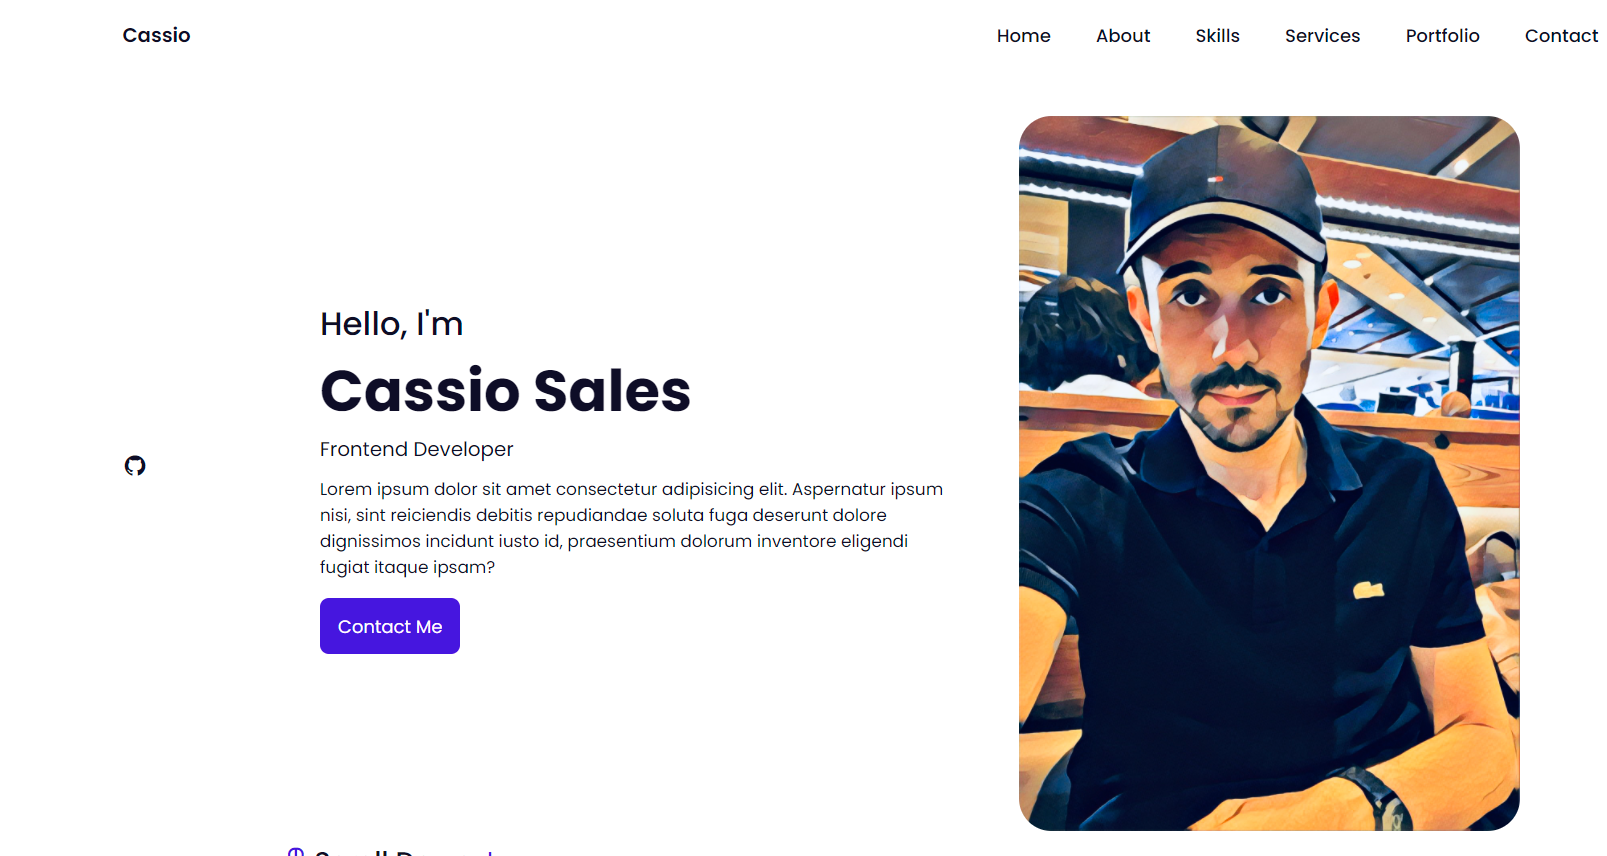 Cassio
Home About Skills Services Portfolio Contact
Hello, I'm
Cassio Sales
Frontend Developer
Lorem ipsum dolor sit amet consectetur adipisicing elit. Aspernatur ipsum
nisi, sint reiciendis debitis repudiandae soluta fuga deserunt dolore
dignissimos incidunt iusto id, praesentium dolorum inventore eligendi
fugiat itaque ipsam?
Contact Me